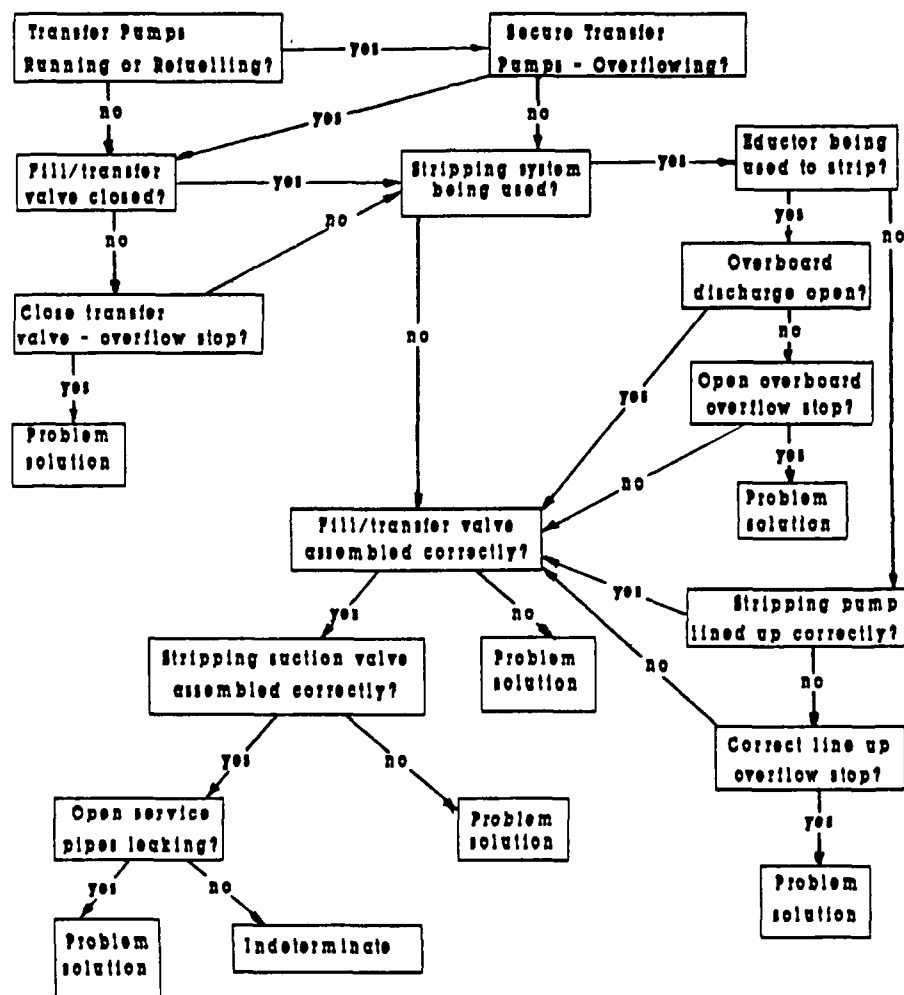 Transfer Pumps
Running or Refuelling?
yes
Secure Transfer
Pumps - Overflowing?
no
yes
no
Fill/transfer
valve closed?
yes
Stripping system
being used?
yes
Eductor being
used to strip?
no
no
yes
no
Close transfer
valve - overflow stop?
no
Overboard
discharge open?
yes
no
yes
Open overboard
overflow stop?
Problem
solution
no
yes
Problem
solution
Fill/transfer valve
assembled correctly?
yes
no
yes
Stripping pump
lined up correctly?
Stripping suction valve
assembled correctly?
Problem
solution
no
no
yes
no
Correct line up
overflow stop?
Open service
pipes leaking?
Problem
solution
yes
yes
no
Problem
solution
Problem
solution
Indeterminate